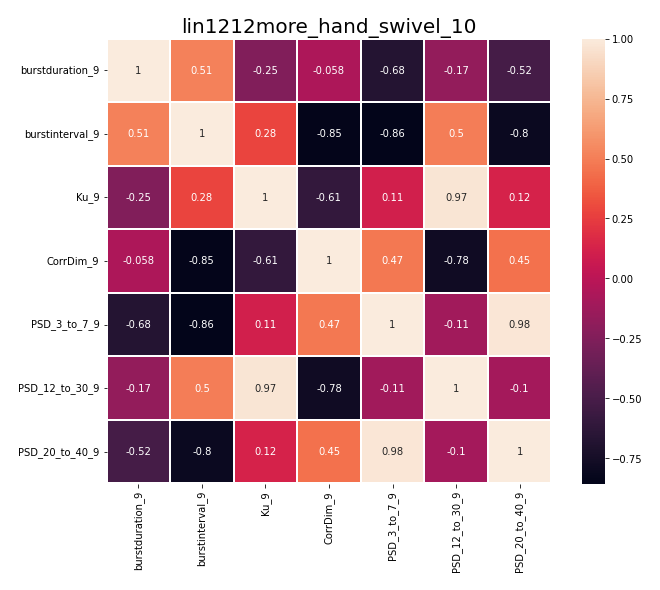 lin1212more_hand_swivel_10
burstduration_9 1 0.51 -0.25 -0.058 -0.68 -0.17 -0.52
burstinterval_9 0.51 1 0.28 -0.85 -0.86 0.5 -0.8
Ku_9 -0.25 0.28 1 -0.61 0.11 0.97 0.12
CorrDim_9 -0.058 -0.85 -0.61 1 0.47 -0.78 0.45
PSD_3_to_7_9 -0.68 -0.86 0.11 0.47 1 -0.11 0.98
PSD_12_to_30_9 -0.17 0.5 0.97 -0.78 -0.11 1 -0.1
PSD_20_to_40_9 -0.52 -0.8 0.12 0.45 0.98 -0.1 1
burstduration_9
burstinterval_9
Ku_9
CorrDim_9
PSD_3_to_7_9
PSD_12_to_30_9
PSD_20_to_40_9
1.00
0.75
0.50
0.25
0.00
−0.25
−0.50
−0.75